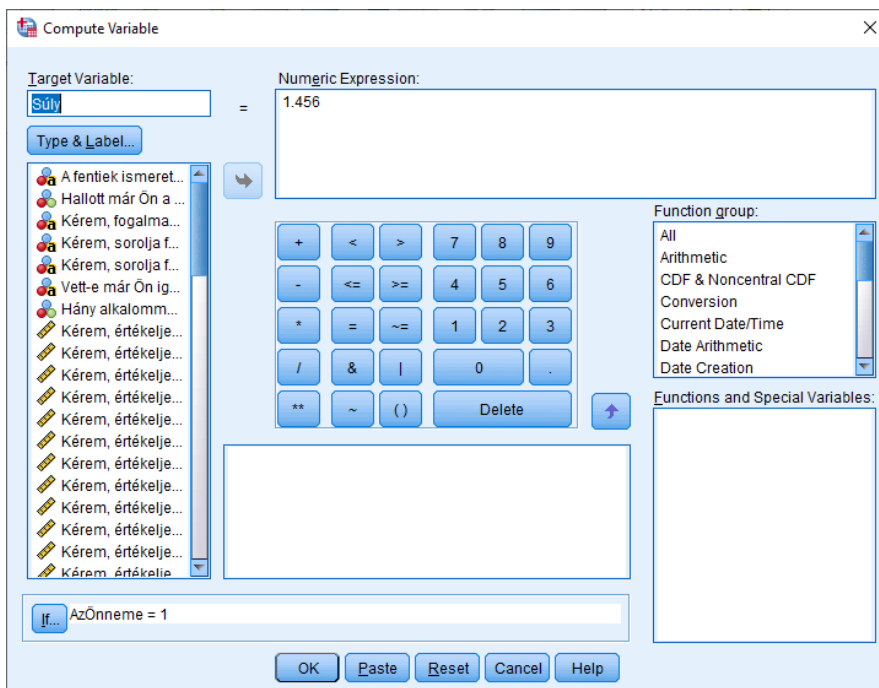 Compute Variable
Target Variable:
Súly
=
Numeric Expression:
1.456
Type & Label...
A fentiek ismeret...
Hallott már Ön a ...
Kérem, fogalma...
Kérem, sorolja f...
Kérem, sorolja f...
Vett-e már Ön ig...
Hány alkalomm...
Kérem, értékelje...
Kérem, értékelje...
Kérem, értékelje...
Kérem, értékelje...
Kérem, értékelje...
Kérem, értékelje...
Kérem, értékelje...
Kérem, értékelje...
Kérem, értékelje...
Kérem, értékelje...
Kérem, értékelje...
Kérem, értékelje...
+ < > 7 8 9
- <= >= 4 5 6
* = ~= 1 2 3
/ & | 0 .
** ~ ( ) Delete
Function group:
All
Arithmetic
CDF & Noncentral CDF
Conversion
Current Date/Time
Date Arithmetic
Date Creation
Functions and Special Variables:
If... AzÖnneme = 1
OK Paste Reset Cancel Help